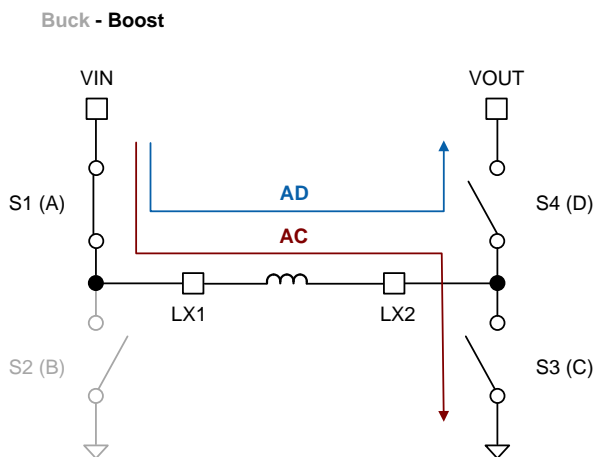 Buck - Boost
VIN
VOUT
S1 (A)
AD
S4 (D)
AC
LX1
LX2
S2 (B)
S3 (C)